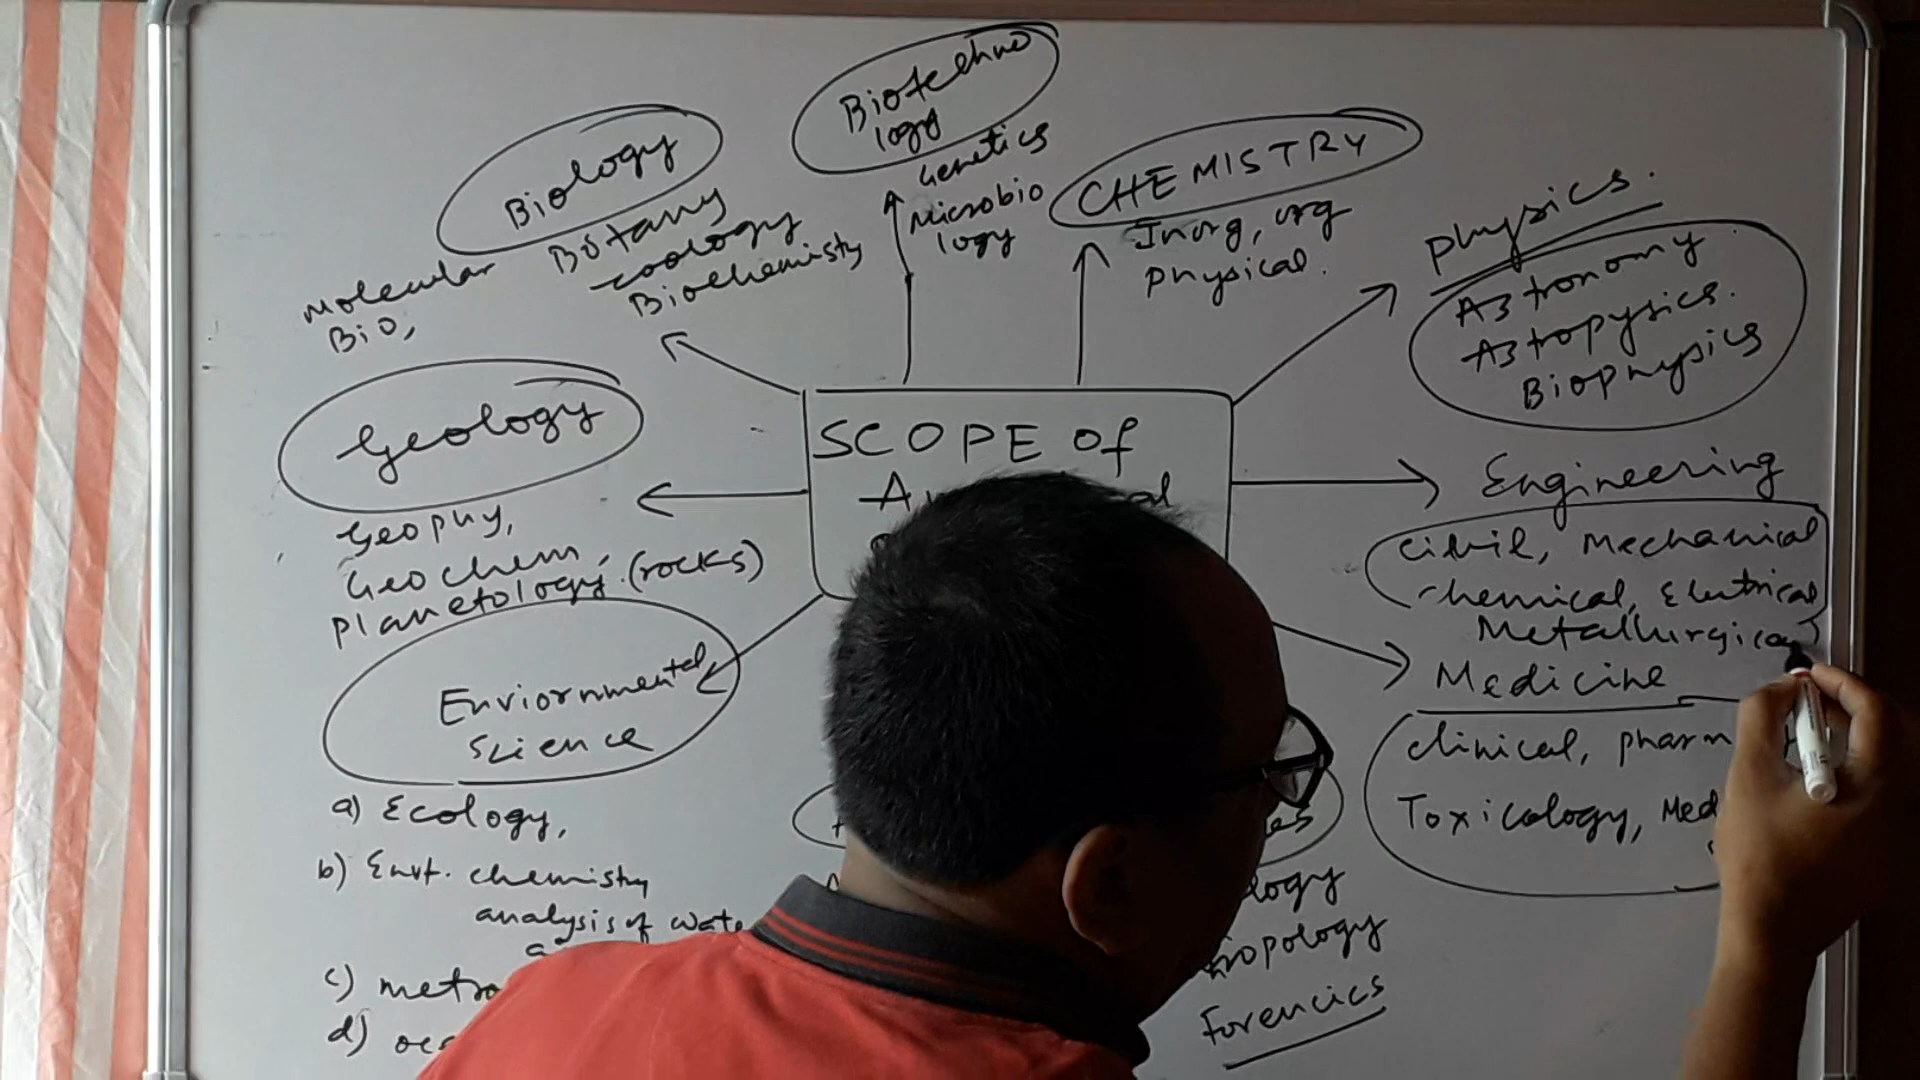 Biotechno
logy
Genetics
Microbio
logy
Biology
Botany
zoology
Biochemisty
Molecular
Bio,
CHEMISTRY
Inorg, org
Physical.
Physics.
Astronomy
Astropysics.
Biophysics
SCOPE of
Geology
Geophy,
Geochem,
Planetology. (rocks)
Engineering
Civil, Mechanical
Chemical, Electrical
Metallurgical
Medicine
clinical, pharm
Toxicology, Med
Enviornmental
Science
a) Ecology,
b) Envt. chemistry
analysis of wate
c) metro
d)
Forencics